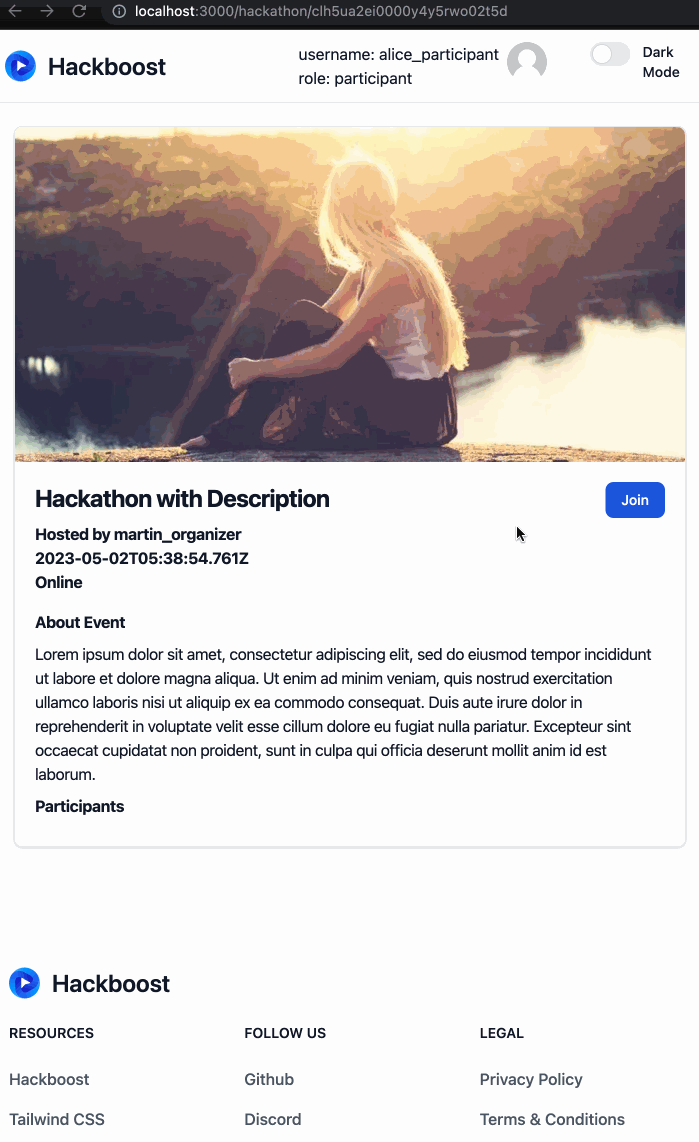 localhost:3000/hackathon/clh5ua2ei0000y4y5rwo02t5d
Hackboost
username: alice_participant
role: participant
Dark
Mode
Hackathon with Description
Join
Hosted by martin_organizer
2023-05-02T05:38:54.761Z
Online
About Event
Lorem ipsum dolor sit amet, consectetur adipiscing elit, sed do eiusmod tempor incididunt
ut labore et dolore magna aliqua. Ut enim ad minim veniam, quis nostrud exercitation
ullamco laboris nisi ut aliquip ex ea commodo consequat. Duis aute irure dolor in
reprehenderit in voluptate velit esse cillum dolore eu fugiat nulla pariatur. Excepteur sint
occaecat cupidatat non proident, sunt in culpa qui officia deserunt mollit anim id est
laborum.
Participants
Hackboost
RESOURCES
Hackboost
Tailwind CSS
FOLLOW US
Github
Discord
LEGAL
Privacy Policy
Terms & Conditions